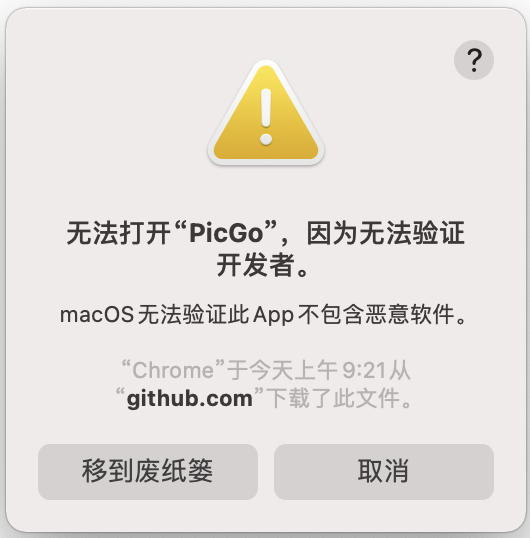 ?
无法打开“PicGo”，因为无法验证
开发者。
macOS 无法验证此 App 不包含恶意软件。
“Chrome”于今天上午 9:21 从
“github.com”下载了此文件。
移到废纸篓
取消